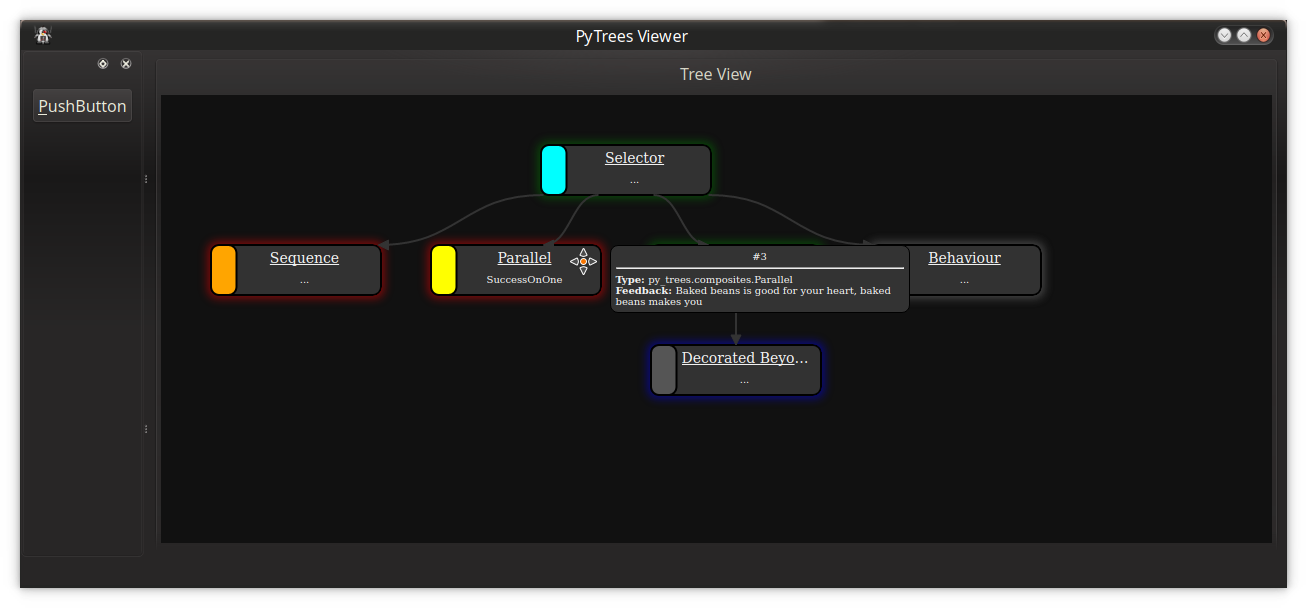 PyTrees Viewer
PushButton
Tree View
Selector
...
Sequence
...
Parallel
SuccessOnOne
#3
Type: py_trees.composites.Parallel
Feedback: Baked beans is good for your heart, baked
beans makes you
Behaviour
...
Decorated Beyo...
...